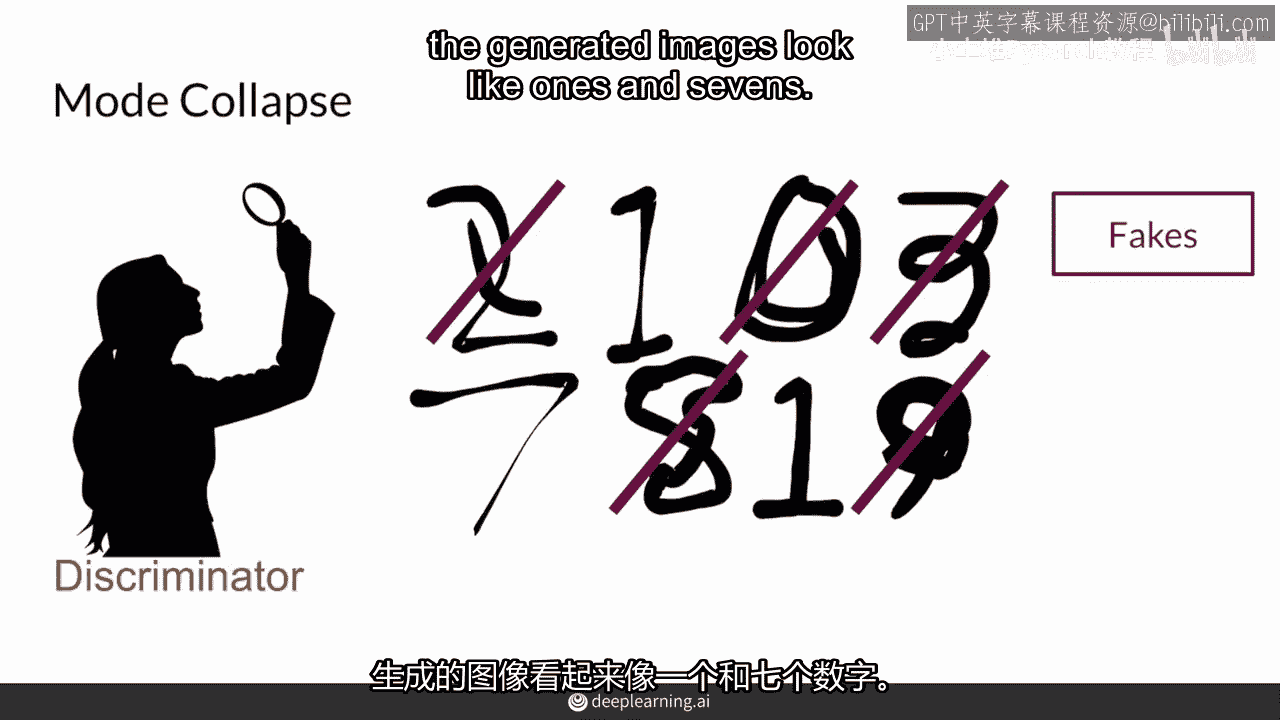 GPT中英字幕课程资源@bilibili.com
the generated images look
like ones and sevens.
bilibili
Mode Collapse
2 1 0 3
Fakes
7 8 1 9
Discriminator
生成的图像看起来像一个和七个数字。
deeplearning.ai